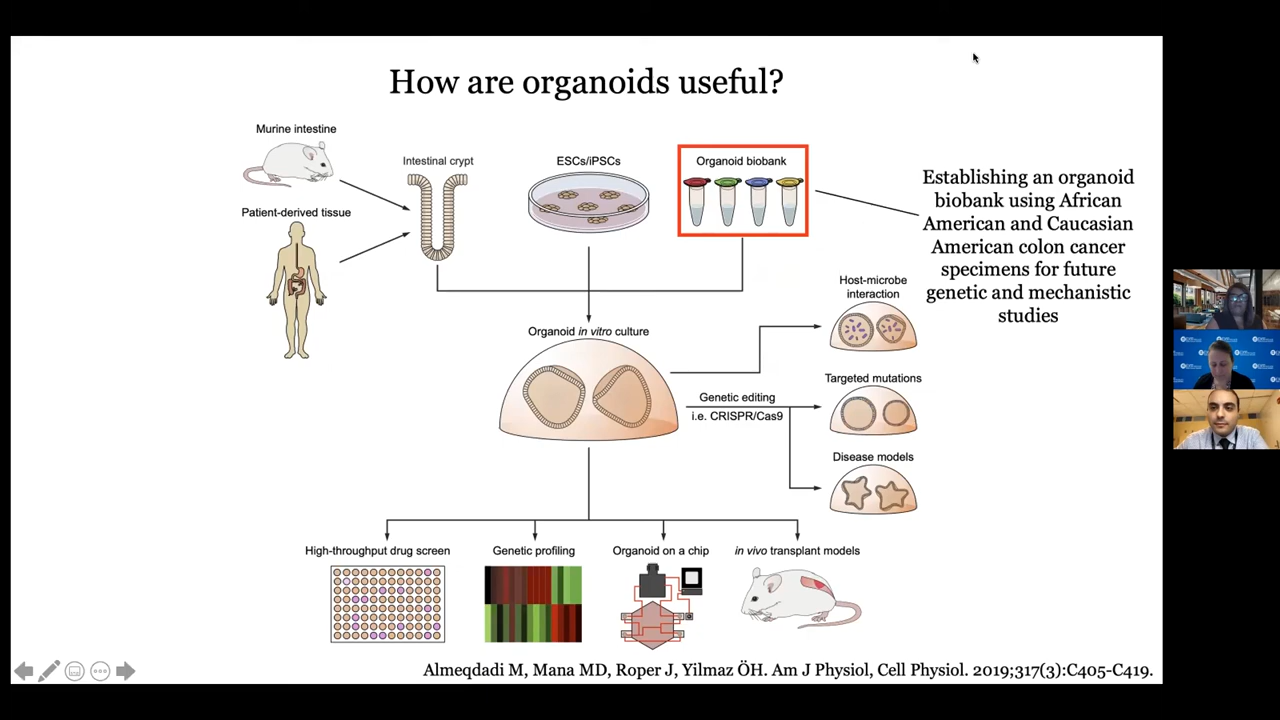 How are organoids useful?
Murine intestine
Patient-derived tissue
Intestinal crypt
ESCs/iPSCs
Organoid biobank
Establishing an organoid
biobank using African
American and Caucasian
American colon cancer
specimens for future
genetic and mechanistic
studies
Organoid in vitro culture
Host-microbe
interaction
Genetic editing
i.e. CRISPR/Cas9
Targeted mutations
Disease models
High-throughput drug screen
Genetic profiling
Organoid on a chip
in vivo transplant models
Almeqdadi M, Mana MD, Roper J, Yilmaz ÖH. Am J Physiol, Cell Physiol. 2019;317(3):C405-C419.